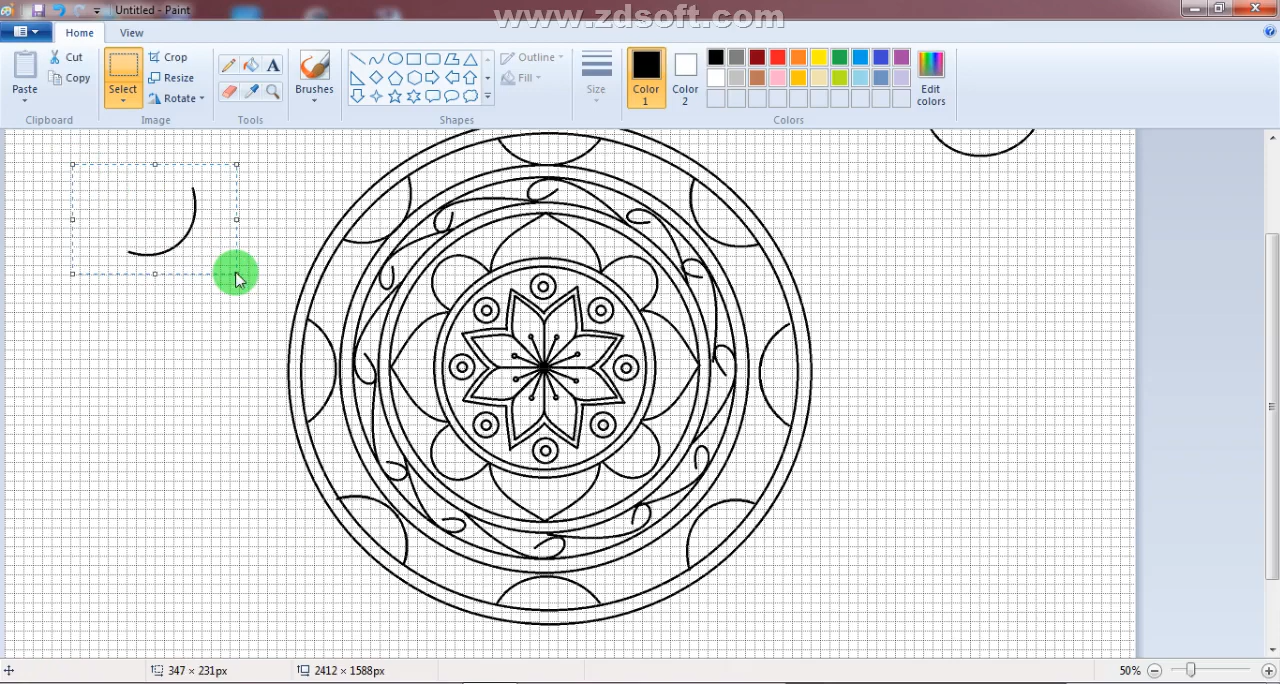 Untitled - Paint
www.zdsoft.com
Home View
Paste
Cut
Copy
Clipboard
Select
Crop
Resize
Rotate
Image
A
Tools
Brushes
Outline
Fill
Shapes
Size
Color 1
Color 2
Edit colors
Colors
347 × 231px
2412 × 1588px
50%